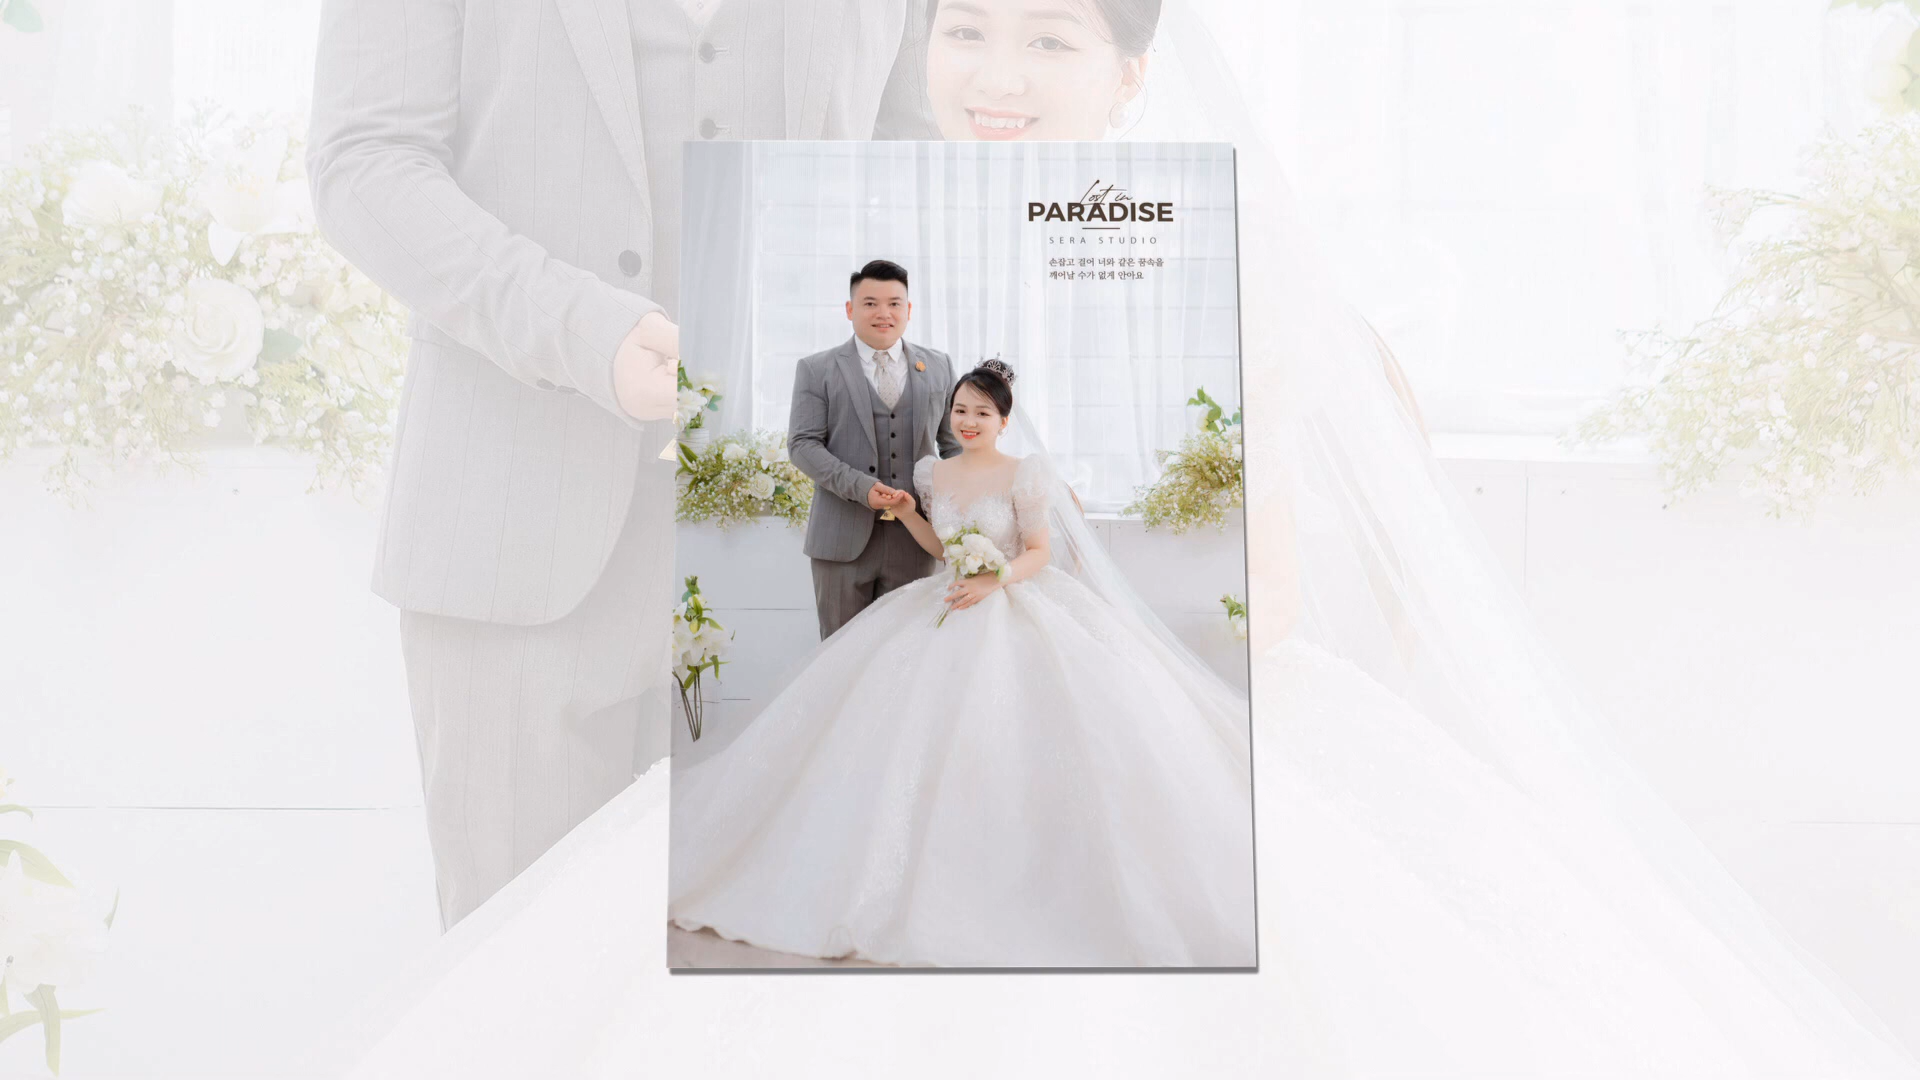 Lost in
PARADISE
SERA STUDIO
손잡고 걸어 너와 같은 꿈속을
깨어날 수가 없게 안아요